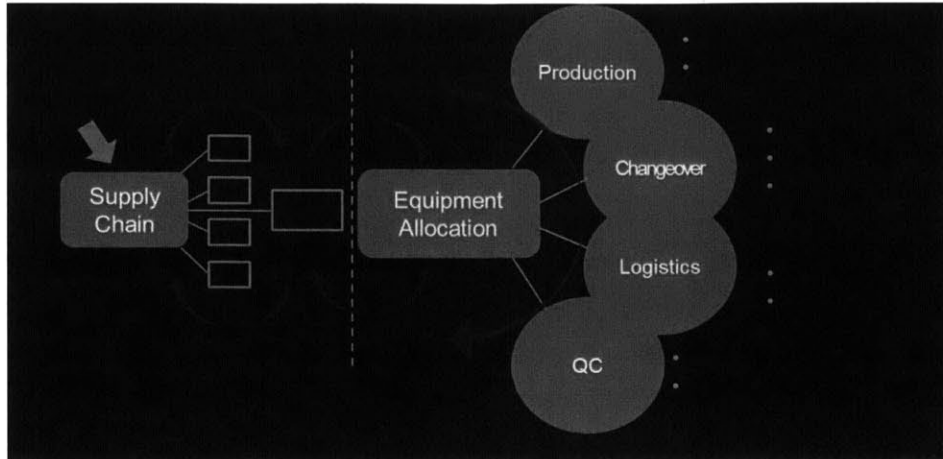 Production
Changeover
Supply
Chain
Equipment
Allocation
Logistics
QC